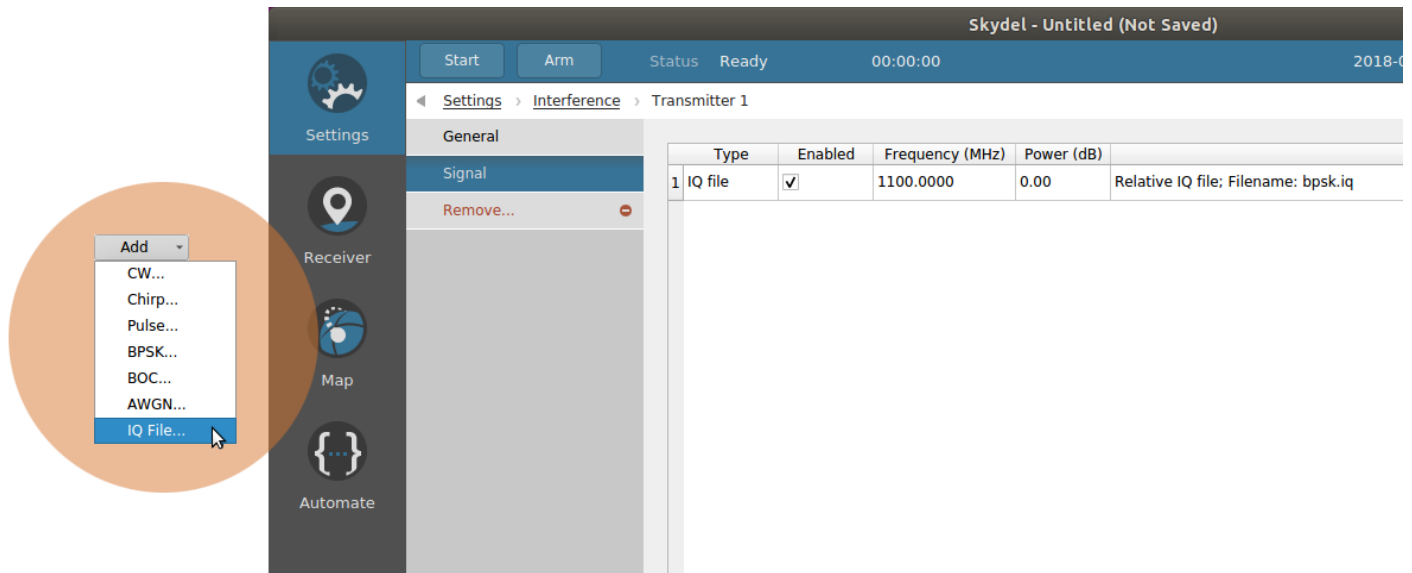 Skydel - Untitled (Not Saved)
Start Arm Status Ready 00:00:00 2018-0
Settings › Interference › Transmitter 1
Settings
Receiver
Map
Automate
General
Signal
Remove...
Type Enabled Frequency (MHz) Power (dB)
1 IQ file 1100.0000 0.00 Relative IQ file; Filename: bpsk.iq
Add
CW...
Chirp...
Pulse...
BPSK...
BOC...
AWGN...
IQ File...